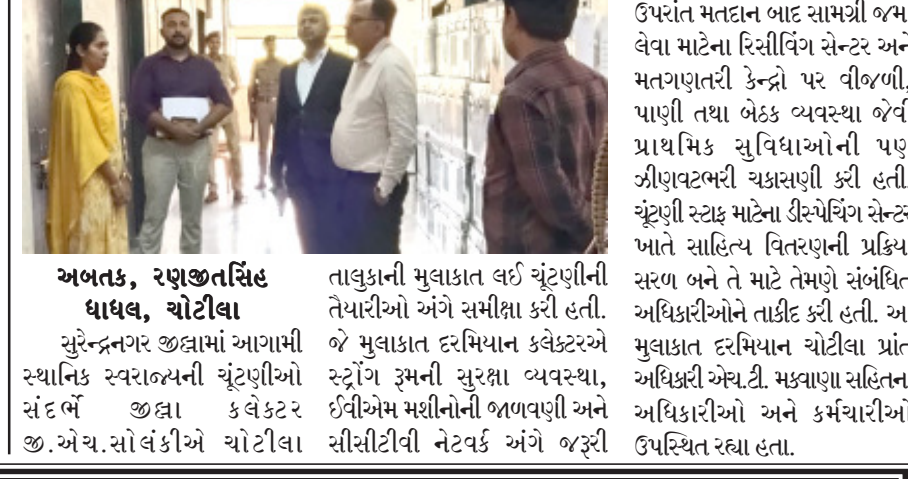 અબતક, રણજીતસિંહ
ધાધલ, ચોટીલા
સુરેન્દ્રનગર જીલ્લામાં આગામી
સ્થાનિક સ્વરાજ્યની ચૂંટણીઓ
સંદર્ભે જીલ્લા કલેકટર
જી.એચ.સોલંકીએ ચોટીલા
તાલુકાની મુલાકાત લઈ ચૂંટણીની
તૈયારીઓ અંગે સમીક્ષા કરી હતી.
જે મુલાકાત દરમિયાન કલેક્ટરએ
સ્ટ્રોંગ રૂમની સુરક્ષા વ્યવસ્થા,
ઈવીએમ મશીનોની જાળવણી અને
સીસીટીવી નેટવર્ક અંગે જરૂરી
ઉપરાંત મતદાન બાદ સામગ્રી જમ
લેવા માટેના રિસીવિંગ સેન્ટર અને
મતગણતરી કેન્દ્રો પર વીજળી,
પાણી તથા બેઠક વ્યવસ્થા જેવી
પ્રાથમિક સુવિધાઓની પણ
ઝીણવટભરી ચકાસણી કરી હતી.
ચૂંટણી સ્ટાફ માટેના ડીસ્પેચિંગ સેન્ટર
ખાતે સાહિત્ય વિતરણની પ્રક્રિય
સરળ બને તે માટે તેમણે સંબંધિત
અધિકારીઓને તાકીદ કરી હતી. આ
મુલાકાત દરમિયાન ચોટીલા પ્રાંત
અધિકારી એચ.ટી. મકવાણા સહિતન
અધિકારીઓ અને કર્મચારીઓ
ઉપસ્થિત રહ્યા હતા.